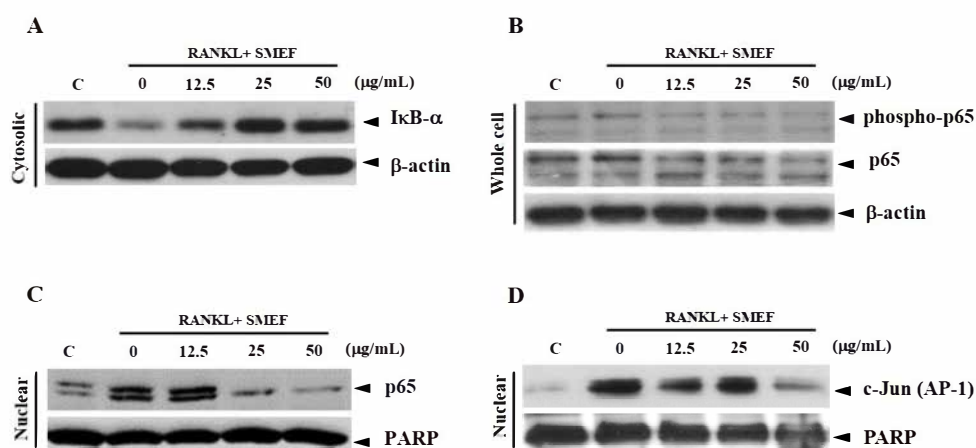 A
RANKL+ SMEF
C 0 12.5 25 50 (μg/mL)
Cytosolic
IκB-α
β-actin
B
RANKL+ SMEF
C 0 12.5 25 50 (μg/mL)
Whole cell
phospho-p65
p65
β-actin
C
RANKL+ SMEF
C 0 12.5 25 50 (μg/mL)
Nuclear
p65
PARP
D
RANKL+ SMEF
C 0 12.5 25 50 (μg/mL)
Nuclear
c-Jun (AP-1)
PARP